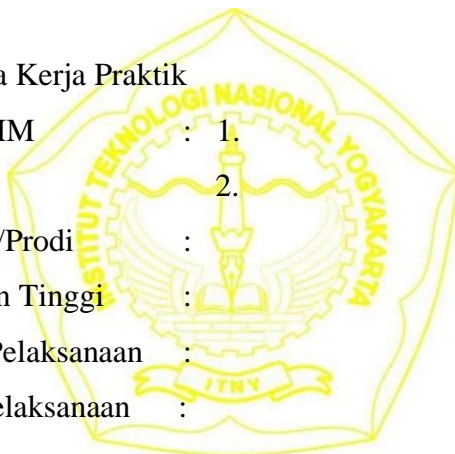 a Kerja Praktik
IM : 1.
2.
/Prodi :
n Tinggi :
Pelaksanaan :
elaksanaan :
INSTITUT TEKNOLOGI NASIONAL YOGYAKARTA
ITNY